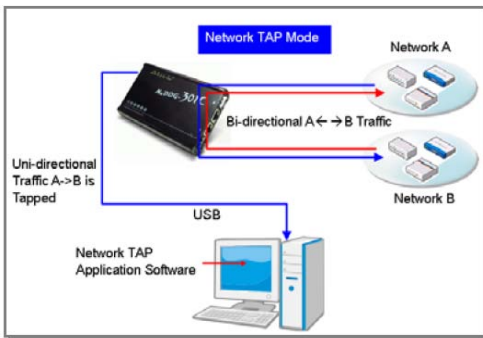 Network TAP Mode
Network A
Bi-directional A← →B Traffic
Network B
Uni-directional
Traffic A->B is
Tapped
USB
Network TAP
Application Software